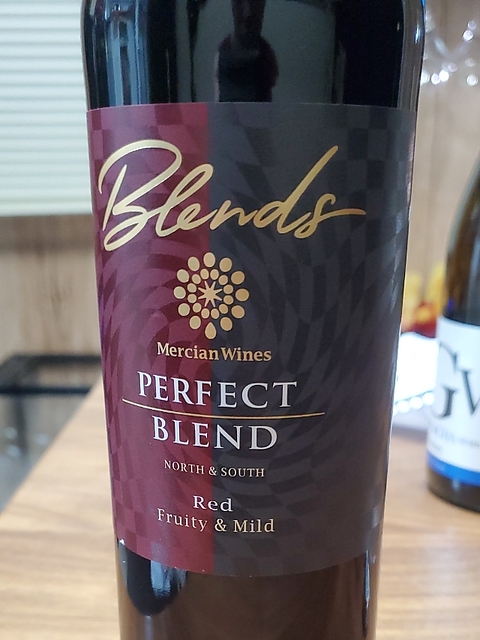 Blends
Mercian Wines
PERFECT
BLEND
NORTH & SOUTH
Red
Fruity & Mild